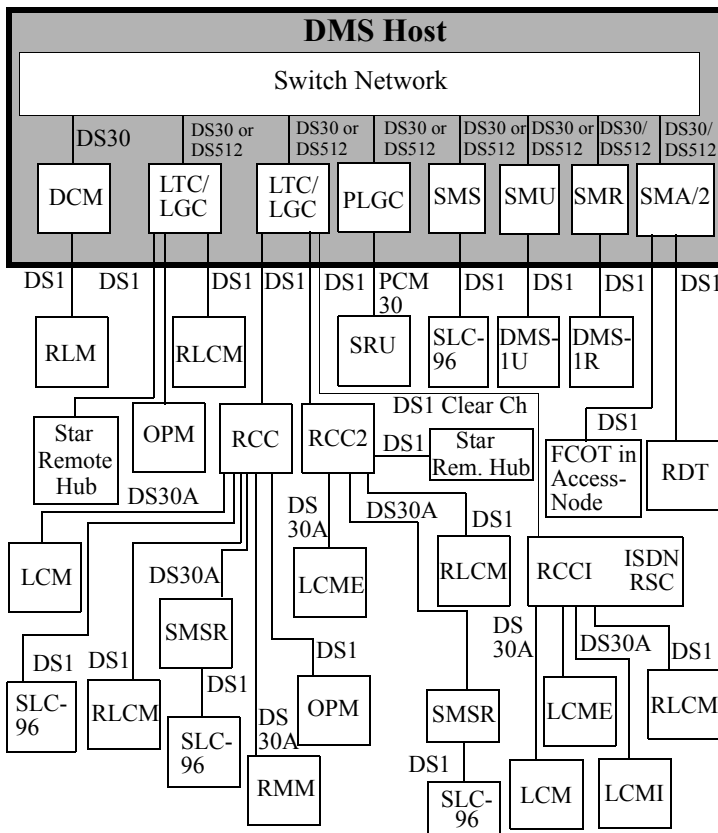 DMS Host
Switch Network
DS30
DS30 or
DS512
DS30 or
DS512
DS30 or
DS512
DS30 or
DS512
DS30 or
DS512
DS30/
DS512
DS30/
DS512
DCM
LTC/
LGC
LTC/
LGC
PLGC
SMS
SMU
SMR
SMA/2
DS1
DS1
DS1
DS1
DS1
PCM
30
DS1
DS1
DS1
DS1
RLM
RLCM
SRU
SLC-
96
DMS-
1U
DMS-
1R
DS1 Clear Ch
Star
Remote
Hub
OPM
RCC
RCC2
DS1
Star
Rem. Hub
DS1
FCOT in
Access-
Node
RDT
DS30A
DS
30A
DS30A
DS1
LCM
DS30A
LCME
RLCM
RCCI
ISDN
RSC
SMSR
DS
30A
DS30A
DS1
DS1
DS1
DS1
DS1
SLC-
96
RLCM
SLC-
96
DS
30A
OPM
SMSR
LCME
RLCM
RMM
DS1
SLC-
96
LCM
LCMI